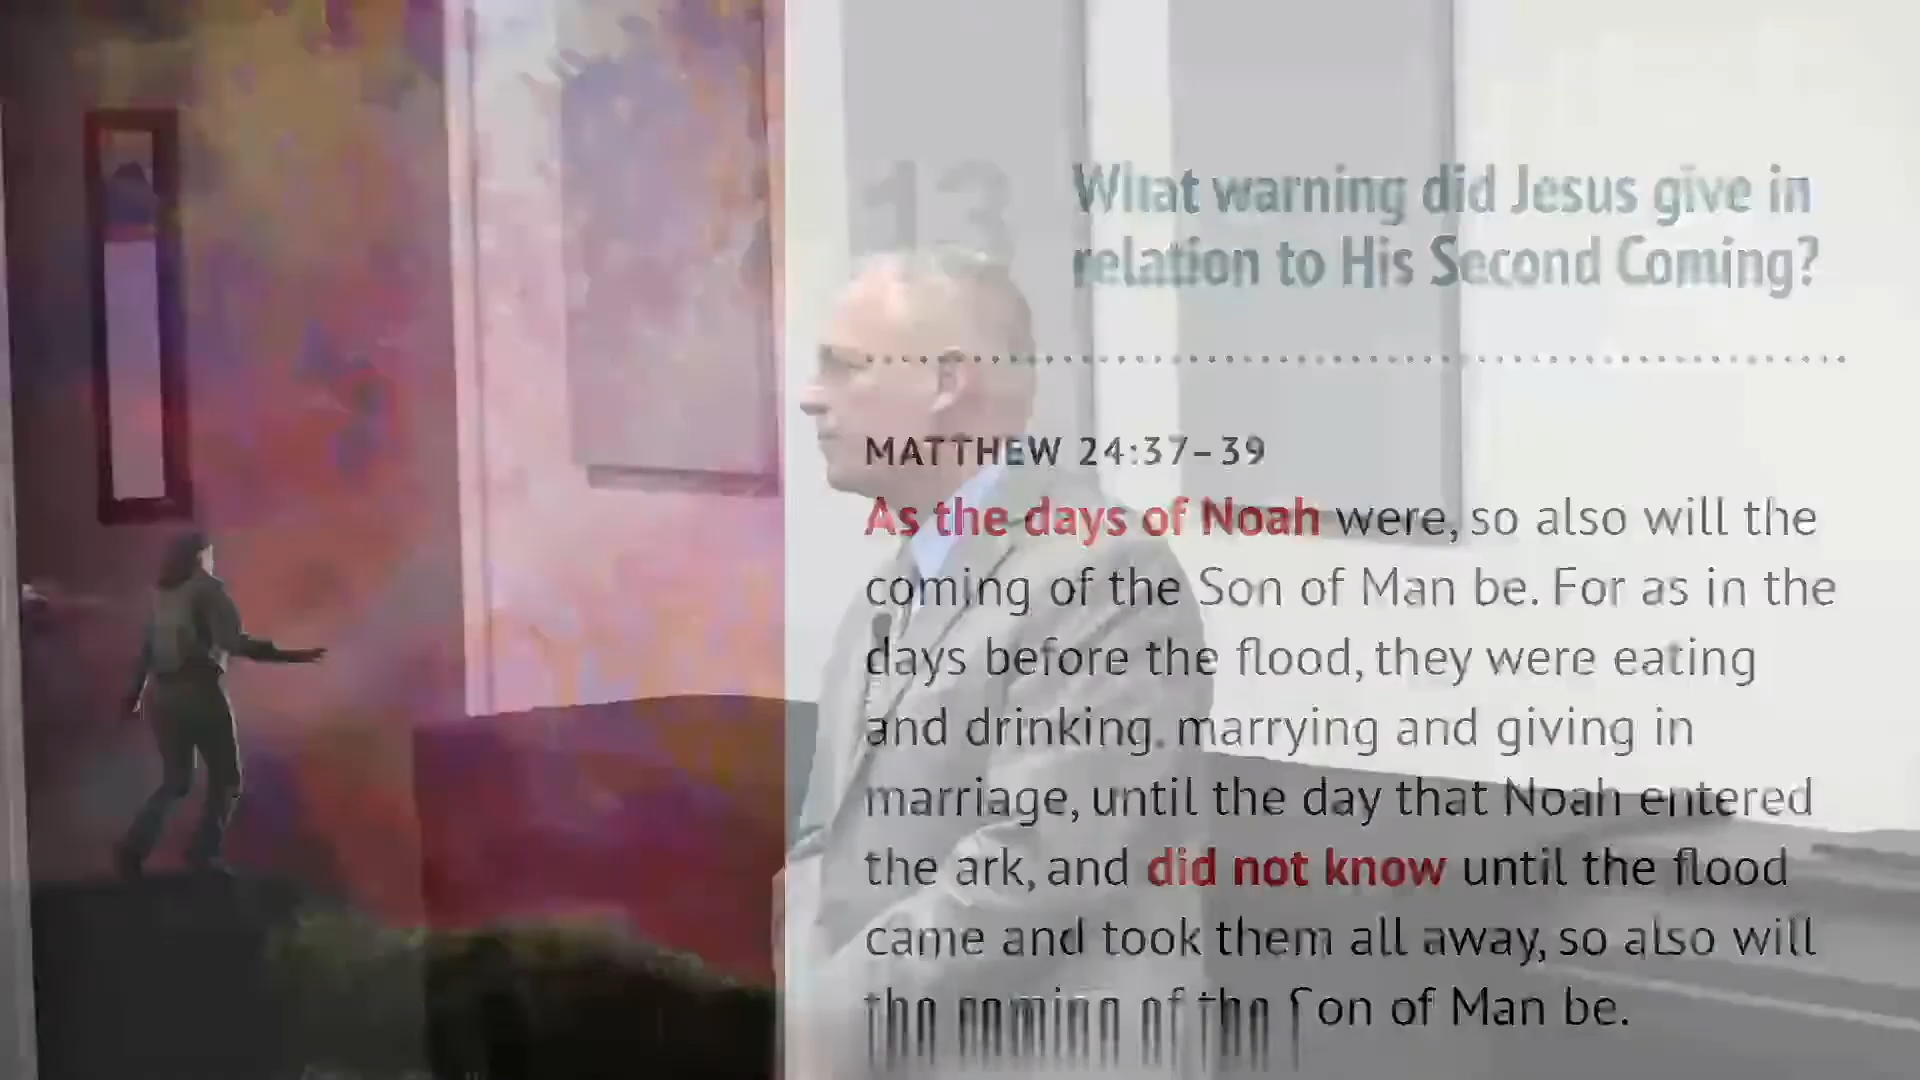 13
What warning did Jesus give in
relation to His Second Coming?
MATTHEW 24:37–39
As the days of Noah were, so also will the
coming of the Son of Man be. For as in the
days before the flood, they were eating
and drinking, marrying and giving in
marriage, until the day that Noah entered
the ark, and did not know until the flood
came and took them all away, so also will
the coming of the Son of Man be.